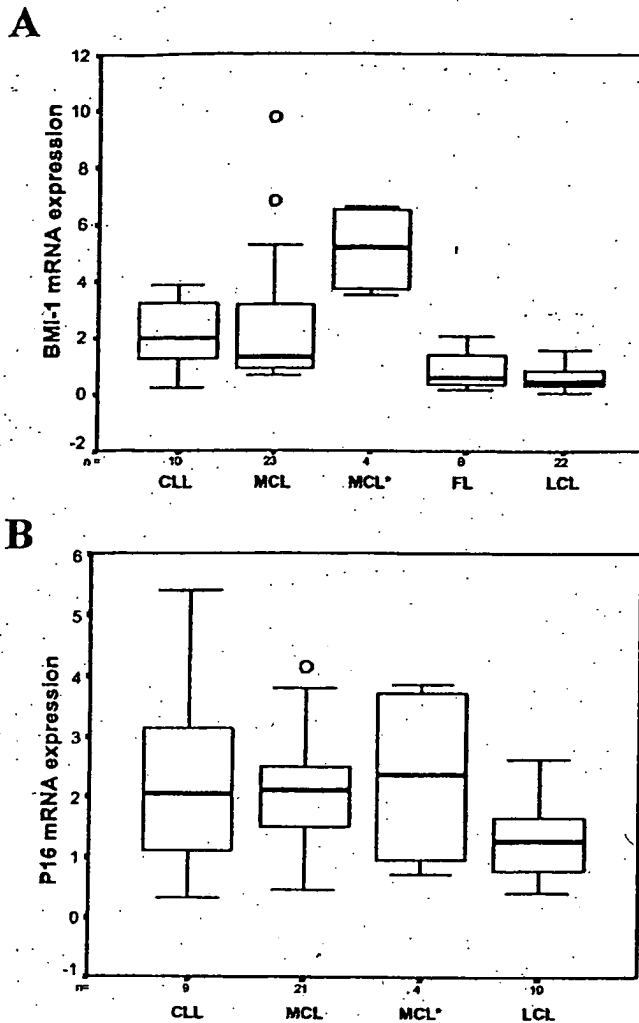 A
BMI-1 mRNA expression
12
10
8
6
4
2
0
-2
n= 10 23 4 22
CLL MCL MCL* FL LCL
B
P16 mRNA expression
6
5
4
3
2
1
0
-1
n= 9 21 4
CLL MCL MCL* LCL